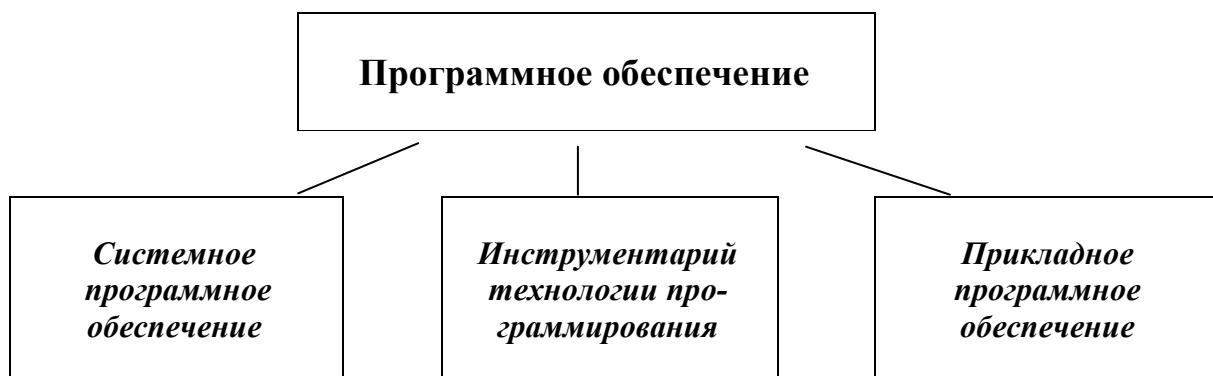 Программное обеспечение
Системное
программное
обеспечение
Инструментарий
технологии про-
граммирования
Прикладное
программное
обеспечение